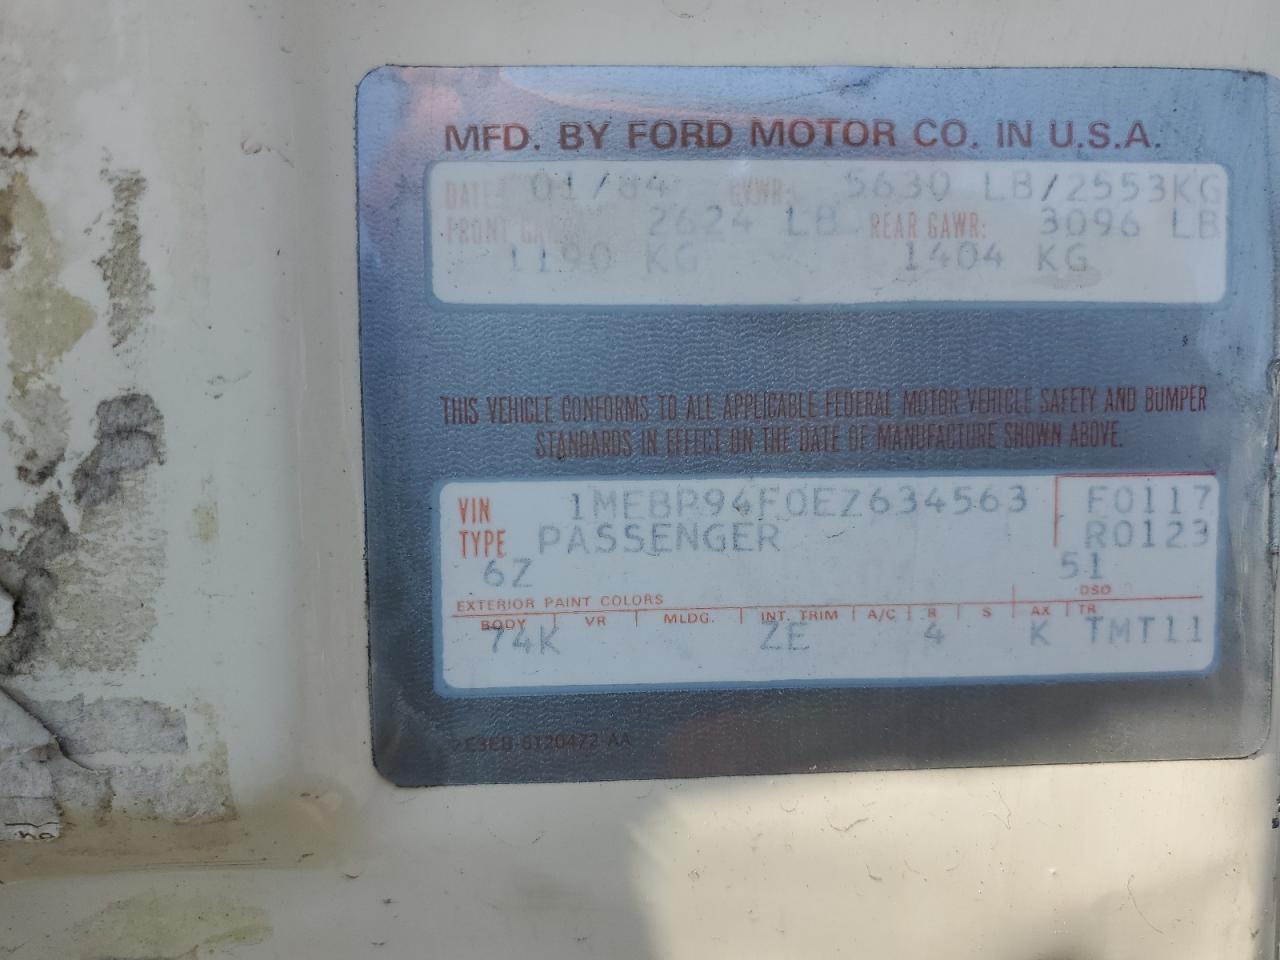 MFD. BY FORD MOTOR CO. IN U.S.A.
DATE: 01/84 GVWR: 5630 LB/2553KG
FRONT GAWR: 2624 LB REAR GAWR: 3096 LB
1190 KG 1404 KG
THIS VEHICLE CONFORMS TO ALL APPLICABLE FEDERAL MOTOR VEHICLE SAFETY AND BUMPER
STANDARDS IN EFFECT ON THE DATE OF MANUFACTURE SHOWN ABOVE.
VIN 1MEBP94F0EZ634563 F0117
TYPE PASSENGER R0123
6Z 51
EXTERIOR PAINT COLORS DSO
BODY VR MLDG. INT. TRIM A/C R S AX TR
74K ZE 4 K TMT11